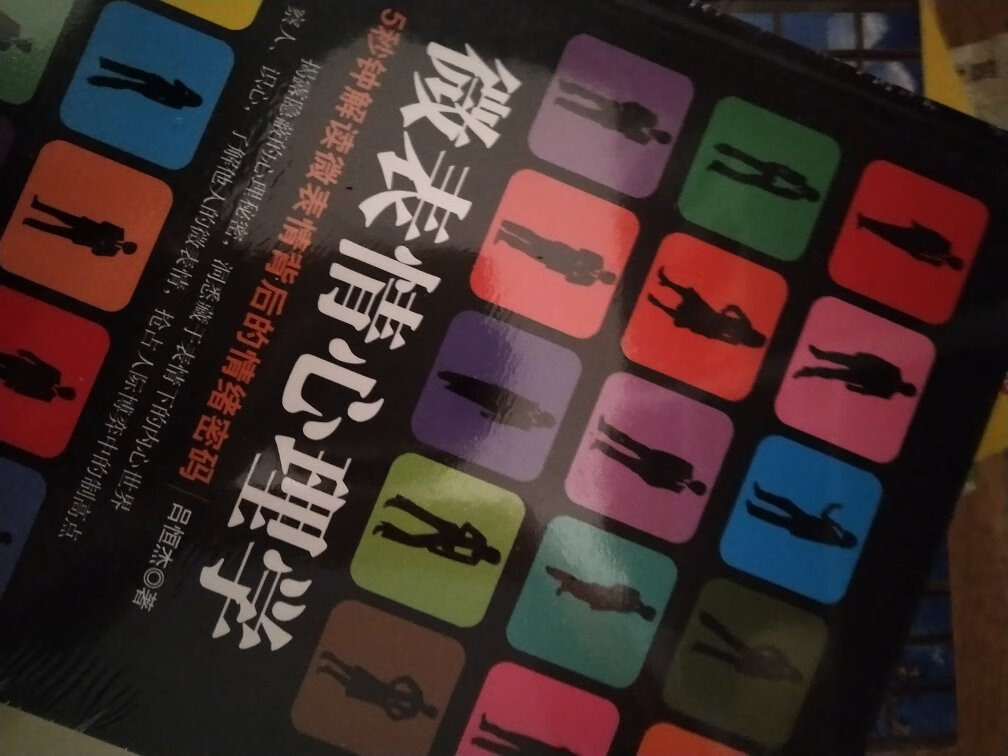 微表情心理学
5秒钟解读微表情背后的情绪密码
吕恒杰◎著
揭露隐蔽的心理秘密，洞悉藏于表情下的内心世界
察人、识心、了解他人的微表情，抢占人际博弈中的制高点